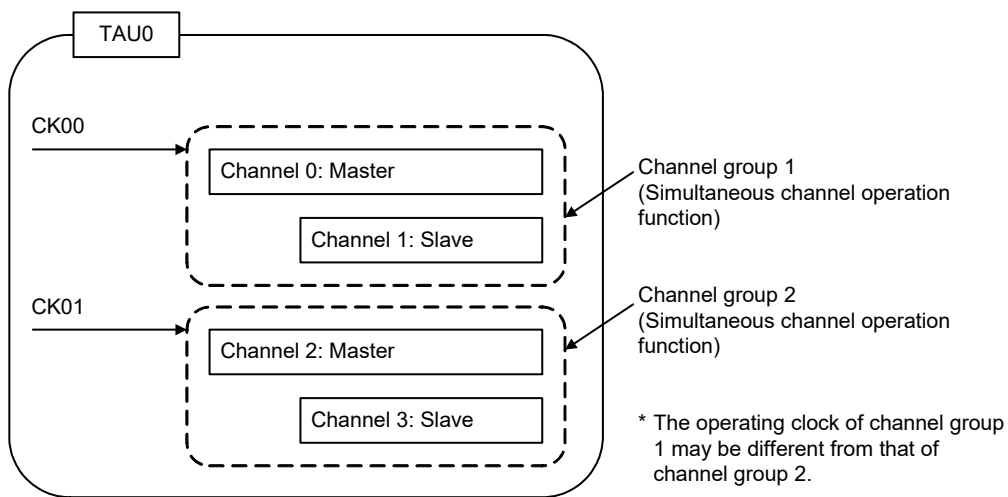 TAU0
CK00
Channel 0: Master
Channel 1: Slave
Channel group 1
(Simultaneous channel operation
function)
CK01
Channel 2: Master
Channel 3: Slave
Channel group 2
(Simultaneous channel operation
function)
* The operating clock of channel group
1 may be different from that of
channel group 2.